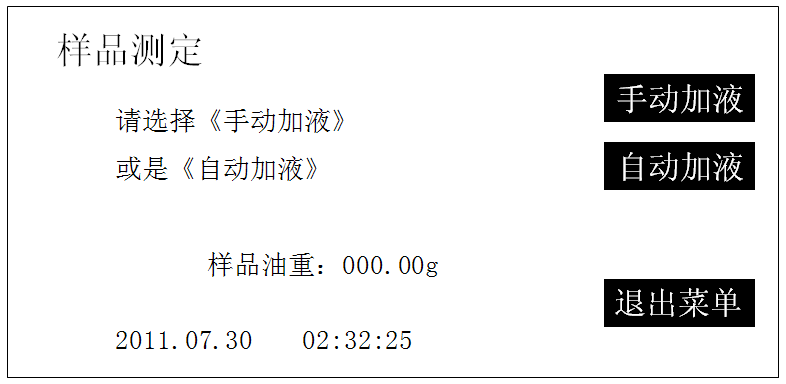 样品测定
手动加液
请选择《手动加液》
自动加液
或是《自动加液》
样品油重：000.00g
退出菜单
2011.07.30 02:32:25